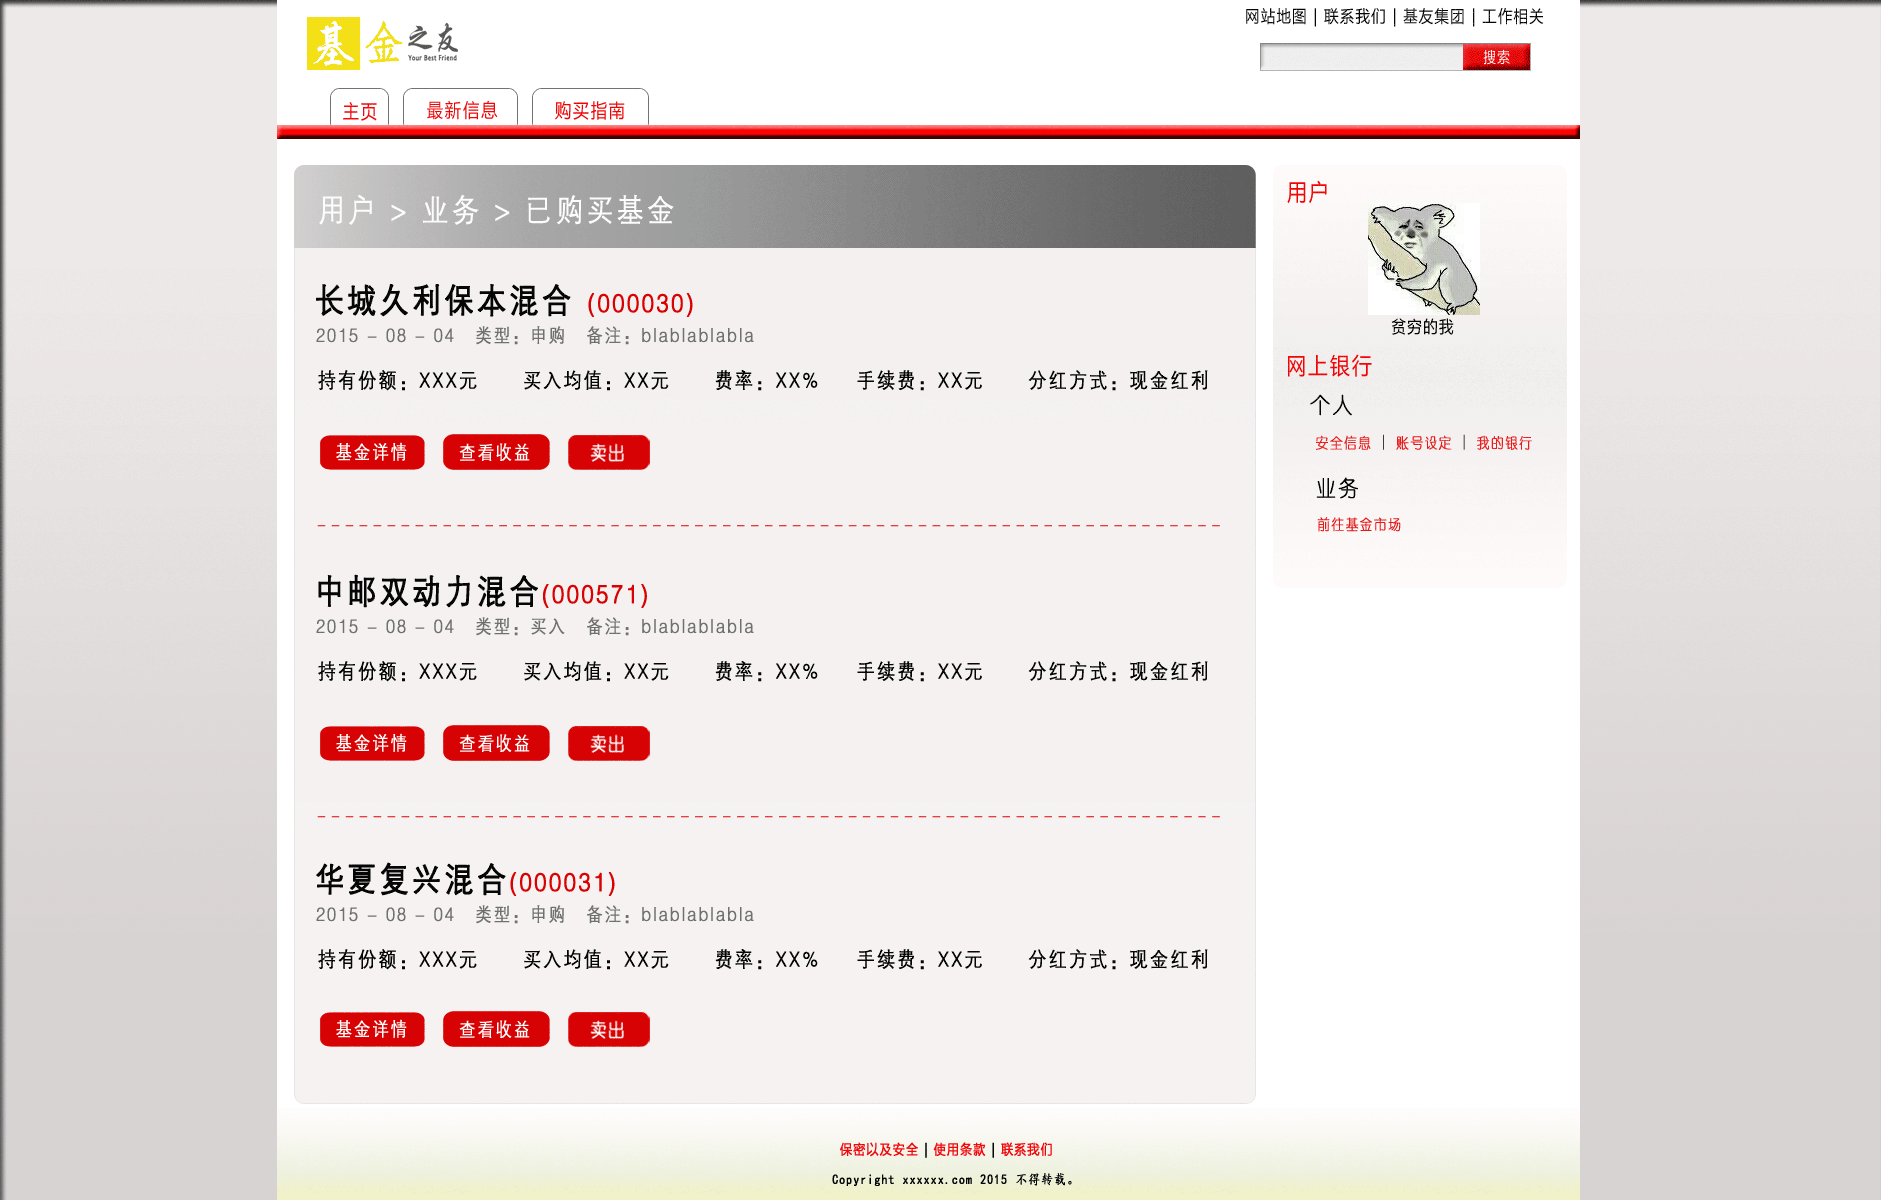 基金之友
Your Best Friend
网站地图 | 联系我们 | 基友集团 | 工作相关
搜索
主页 最新信息 购买指南
用户 > 业务 > 已购买基金
长城久利保本混合 (000030)
2015 - 08 - 04 类型：申购 备注：blablablabla
持有份额：XXX元 买入均值：XX元 费率：XX% 手续费：XX元 分红方式：现金红利
基金详情 查看收益 卖出
中邮双动力混合(000571)
2015 - 08 - 04 类型：买入 备注：blablablabla
持有份额：XXX元 买入均值：XX元 费率：XX% 手续费：XX元 分红方式：现金红利
基金详情 查看收益 卖出
华夏复兴混合(000031)
2015 - 08 - 04 类型：申购 备注：blablablabla
持有份额：XXX元 买入均值：XX元 费率：XX% 手续费：XX元 分红方式：现金红利
基金详情 查看收益 卖出
用户
贫穷的我
网上银行
个人
安全信息 | 账号设定 | 我的银行
业务
前往基金市场
保密以及安全 | 使用条款 | 联系我们
Copyright xxxxxx.com 2015 不得转载。